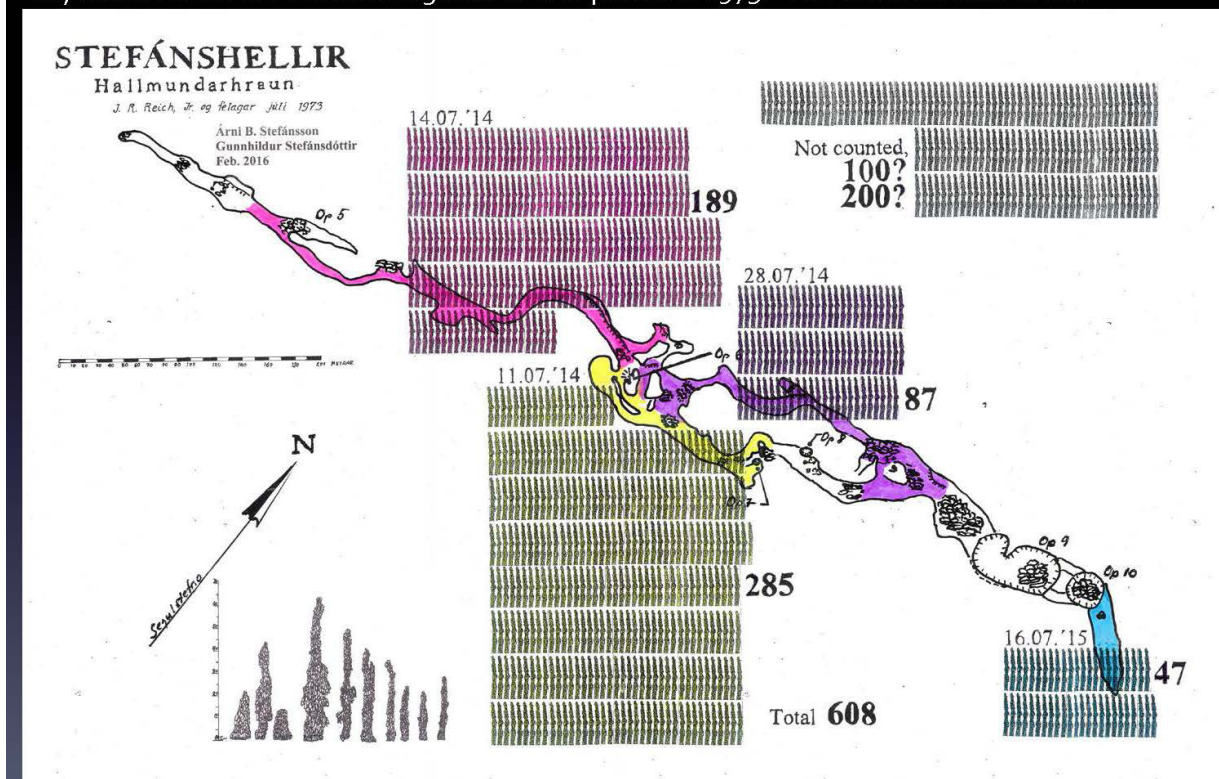 STEFÁNSHELLIR
Hallmundarhraun
J. R. Reich, Jr. og félagar júlí 1973
Árni B. Stefánsson
Gunnhildur Stefánsdóttir
Feb. 2016
14.07.'14
189
Not counted,
100?
200?
Op 5
28.07.'14
87
Op 6
11.07.'14
285
Op 8
Op 7
Op 9
Op 10
16.07.'15
47
Total 608
N
Segulstefna
METRAR